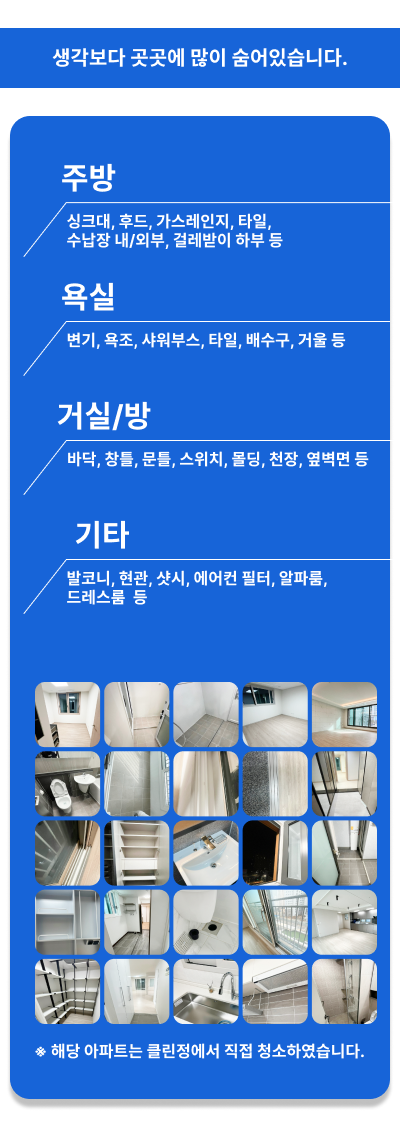 생각보다 곳곳에 많이 숨어있습니다.
주방
싱크대, 후드, 가스레인지, 타일,
수납장 내/외부, 걸레받이 하부 등
욕실
변기, 욕조, 샤워부스, 타일, 배수구, 거울 등
거실/방
바닥, 창틀, 문틀, 스위치, 몰딩, 천장, 옆벽면 등
기타
발코니, 현관, 샷시, 에어컨 필터, 알파룸,
드레스룸 등
※ 해당 아파트는 클린정에서 직접 청소하였습니다.